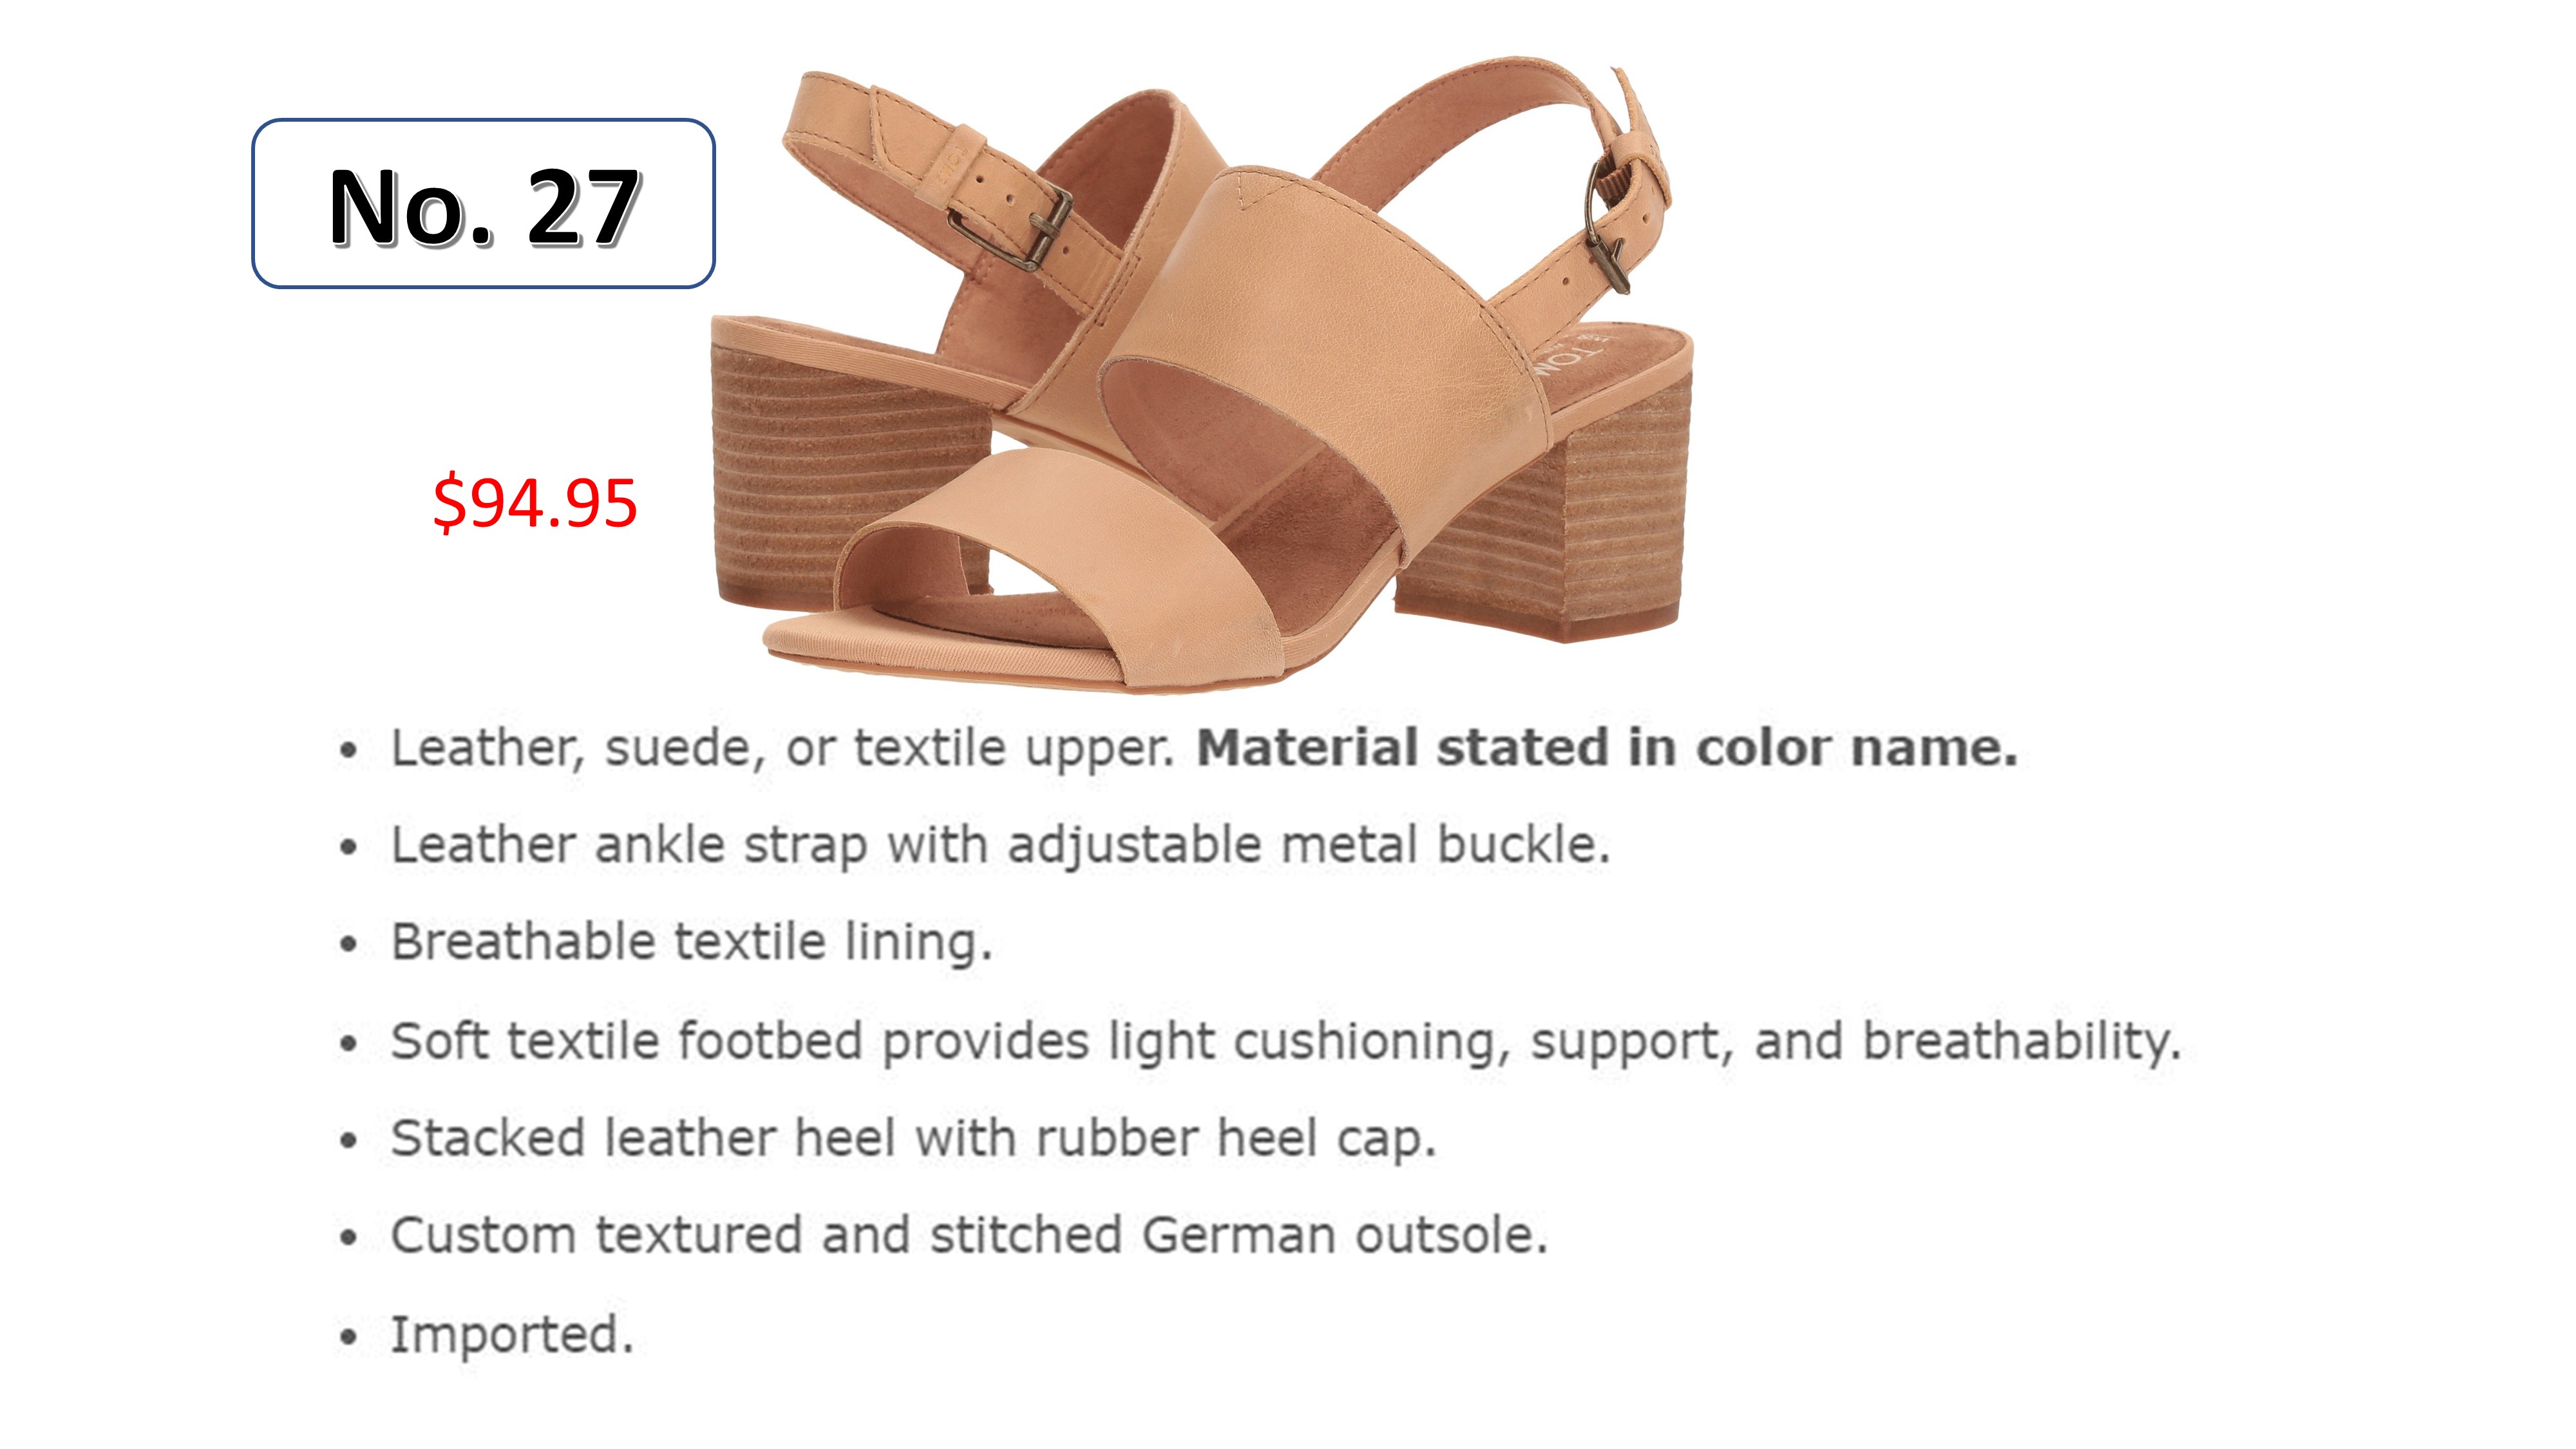 No. 27
TOM
$94.95
• Leather, suede, or textile upper. Material stated in color name.
• Leather ankle strap with adjustable metal buckle.
• Breathable textile lining.
• Soft textile footbed provides light cushioning, support, and breathability.
• Stacked leather heel with rubber heel cap.
• Custom textured and stitched German outsole.
• Imported.